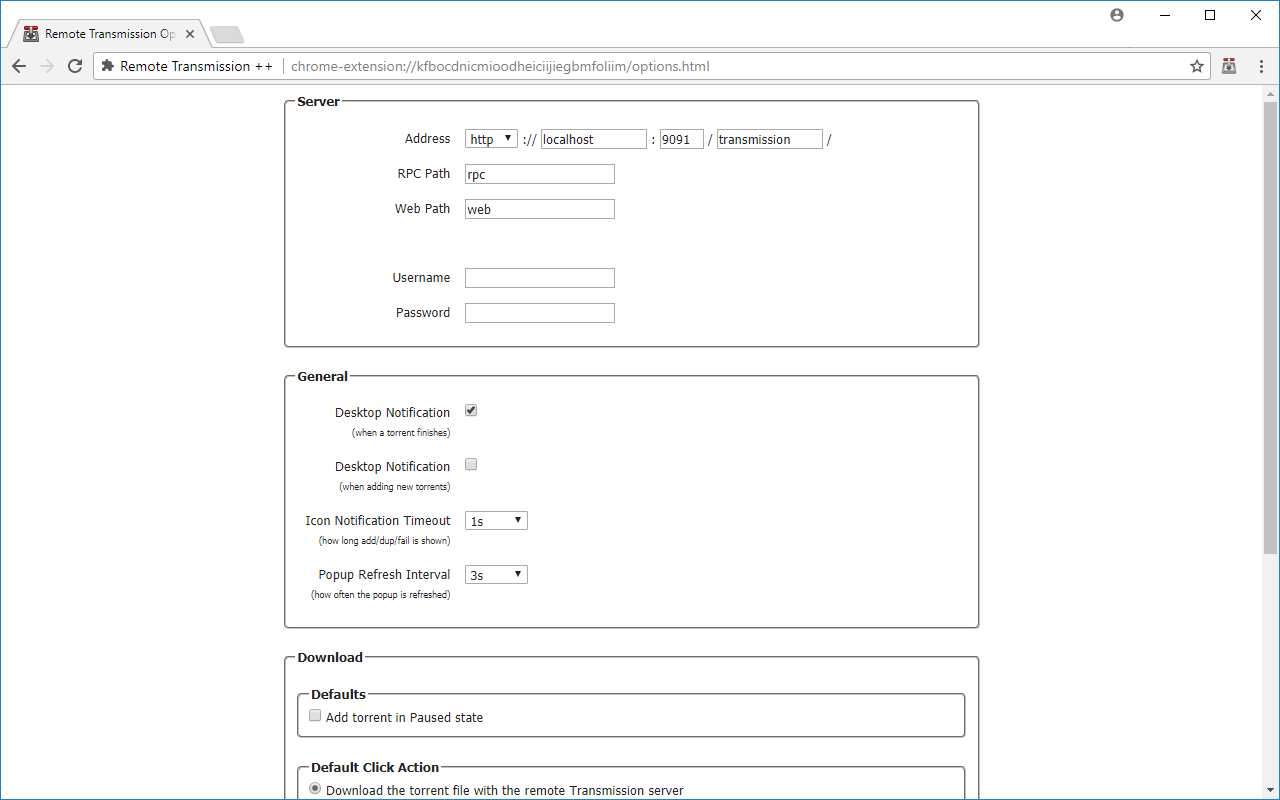 Remote Transmission Op
Remote Transmission ++ chrome-extension://kfbocdnicmioodheiciijiegbmfoliim/options.html
Server
Address http :// localhost : 9091 / transmission /
RPC Path rpc
Web Path web
Username
Password
General
Desktop Notification
(when a torrent finishes)
Desktop Notification
(when adding new torrents)
Icon Notification Timeout 1s
(how long add/dup/fail is shown)
Popup Refresh Interval 3s
(how often the popup is refreshed)
Download
Defaults
Add torrent in Paused state
Default Click Action
Download the torrent file with the remote Transmission server